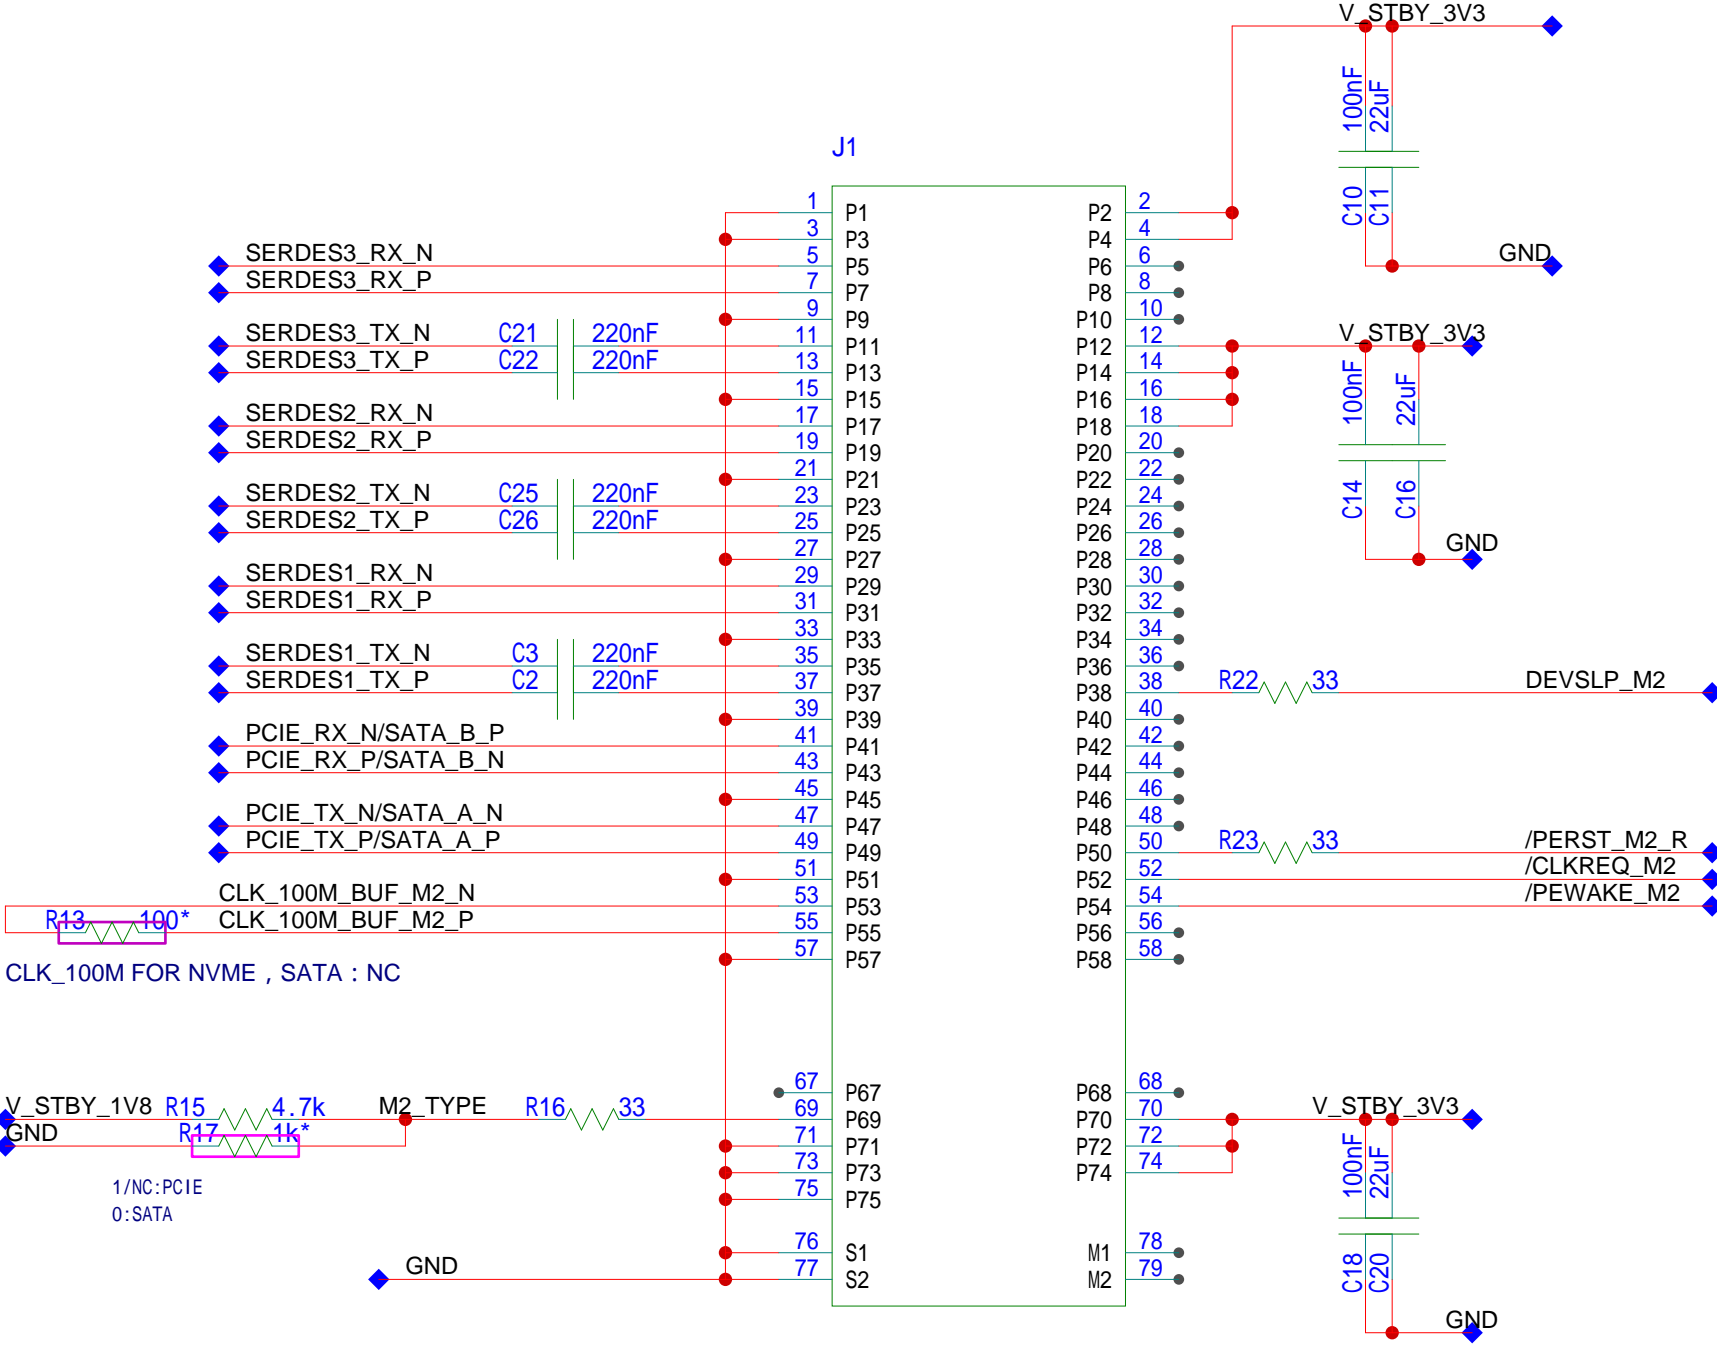 V_STBY_3V3
100nF
22uF
C10
C11
GND
J1
1 P1 P2 2
3 P3 P4 4
SERDES3_RX_N 5 P5 P6 6
SERDES3_RX_P 7 P7 P8 8
9 P9 P10 10
SERDES3_TX_N C21 220nF 11 P11 P12 12 V_STBY_3V3
SERDES3_TX_P C22 220nF 13 P13 P14 14
15 P15 P16 16
100nF
22uF
SERDES2_RX_N 17 P17 P18 18
SERDES2_RX_P 19 P19 P20 20
21 P21 P22 22
C14
C16
SERDES2_TX_N C25 220nF 23 P23 P24 24
SERDES2_TX_P C26 220nF 25 P25 P26 26
27 P27 P28 28 GND
SERDES1_RX_N 29 P29 P30 30
SERDES1_RX_P 31 P31 P32 32
33 P33 P34 34
SERDES1_TX_N C3 220nF 35 P35 P36 36
SERDES1_TX_P C2 220nF 37 P37 P38 38 R22 33 DEVSLP_M2
39 P39 P40 40
PCIE_RX_N/SATA_B_P 41 P41 P42 42
PCIE_RX_P/SATA_B_N 43 P43 P44 44
45 P45 P46 46
PCIE_TX_N/SATA_A_N 47 P47 P48 48
PCIE_TX_P/SATA_A_P 49 P49 P50 50 R23 33 /PERST_M2_R
51 P51 P52 52 /CLKREQ_M2
CLK_100M_BUF_M2_N 53 P53 P54 54 /PEWAKE_M2
R13 100* CLK_100M_BUF_M2_P 55 P55 P56 56
57 P57 P58 58
CLK_100M FOR NVME , SATA : NC
67 P67 P68 68
V_STBY_1V8 R15 4.7k M2_TYPE R16 33 69 P69 P70 70 V_STBY_3V3
GND R17 1k* 71 P71 P72 72
73 P73 P74 74
100nF
22uF
1/NC:PCIE 75 P75
0:SATA
76 S1 M1 78
GND 77 S2 M2 79
C18
C20
GND